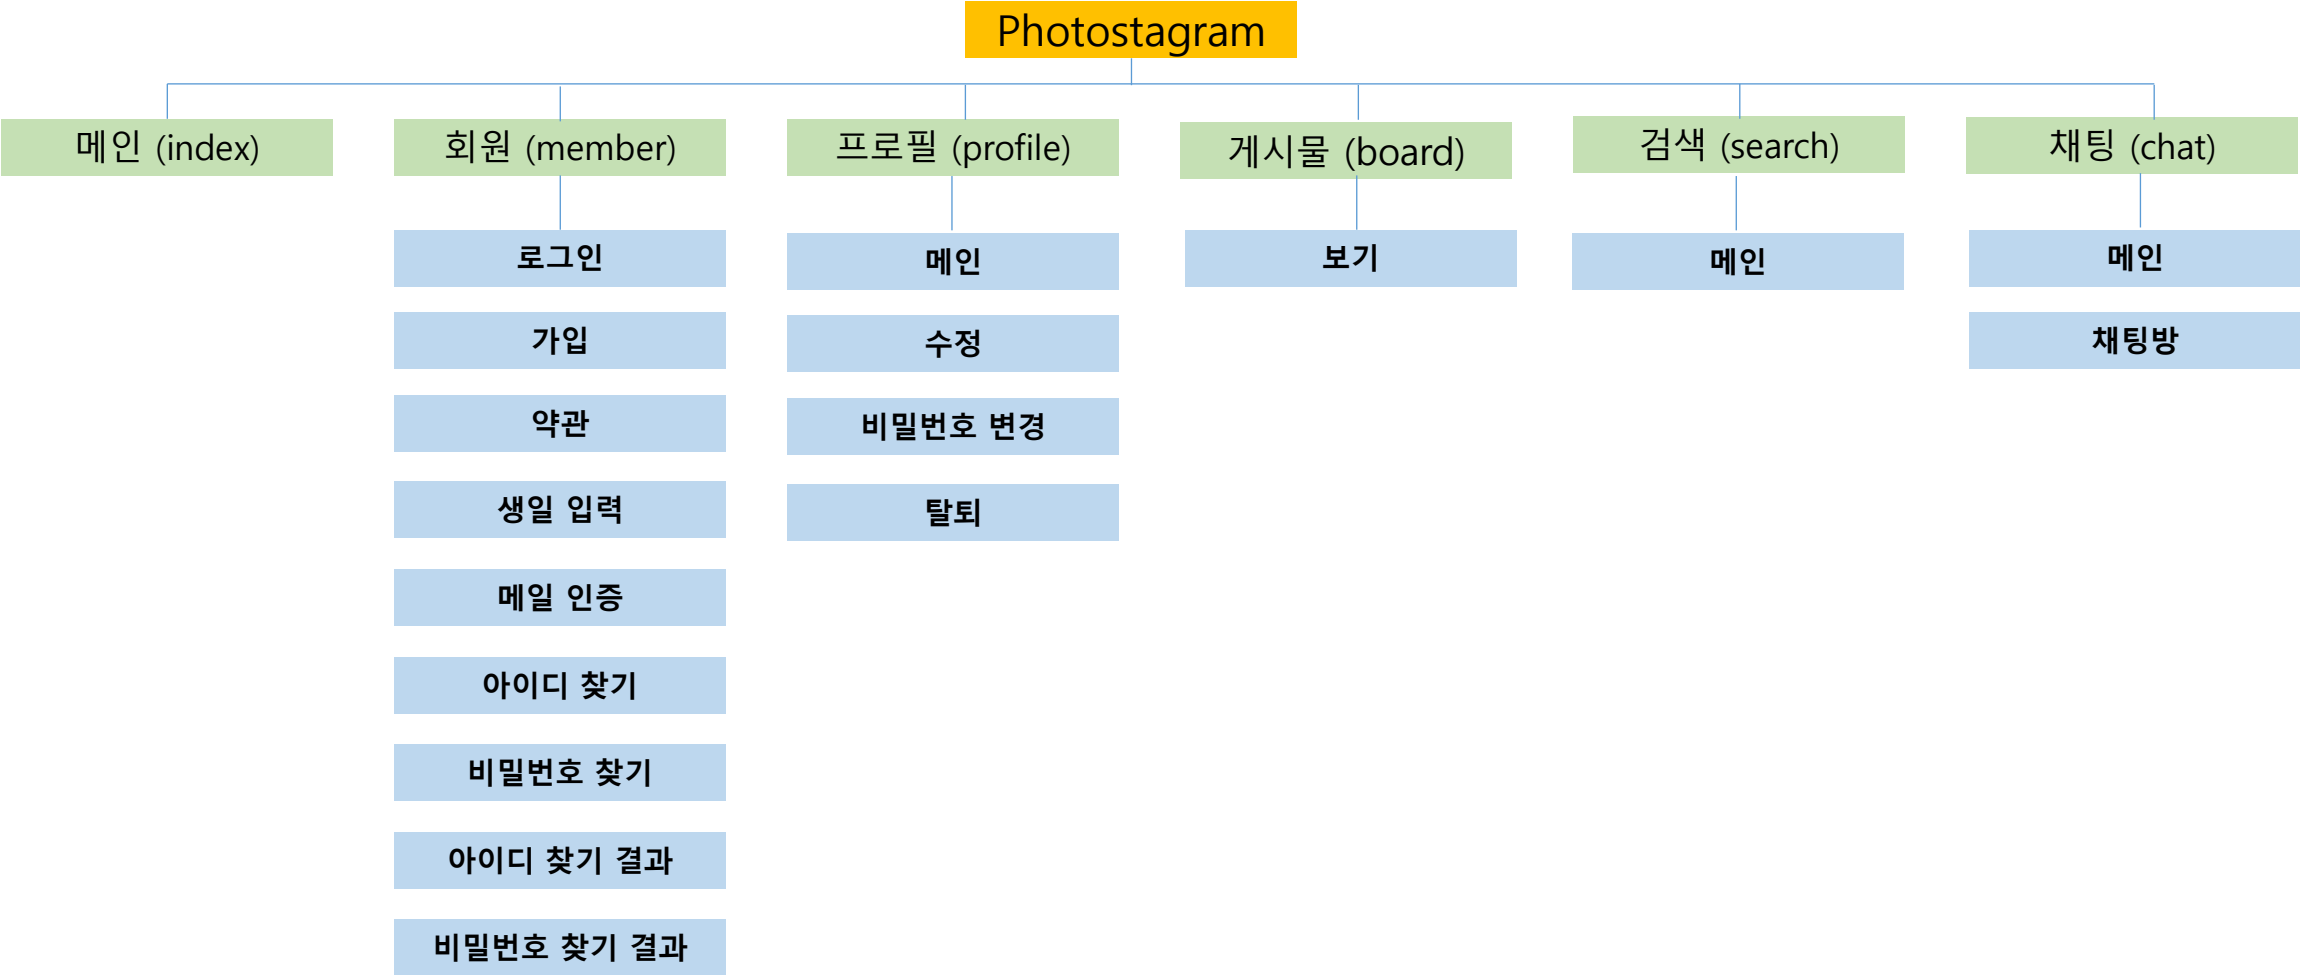 Photostagram
메인 (index)
회원 (member)
프로필 (profile)
게시물 (board)
검색 (search)
채팅 (chat)
로그인
가입
약관
생일 입력
메일 인증
아이디 찾기
비밀번호 찾기
아이디 찾기 결과
비밀번호 찾기 결과
메인
수정
비밀번호 변경
탈퇴
보기
메인
메인
채팅방